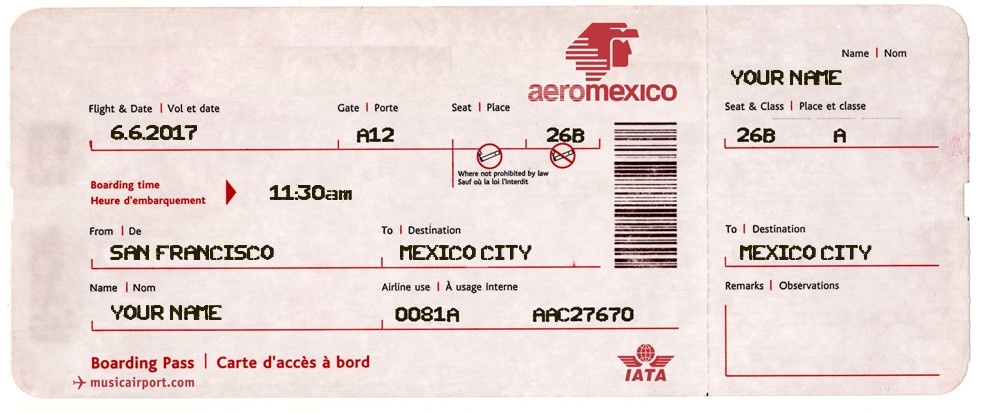 aeromexico
Name | Nom
YOUR NAME
Flight & Date | Vol et date
Gate | Porte
Seat | Place
Seat & Class | Place et classe
6.6.2017
A12
26B
26B A
Where not prohibited by law
Sauf où la loi l'interdit
Boarding time
Heure d'embarquement
11:30am
From | De
To | Destination
To | Destination
SAN FRANCISCO
MEXICO CITY
MEXICO CITY
Name | Nom
Airline use | À usage interne
Remarks | Observations
YOUR NAME
0081A
AAC27670
Boarding Pass | Carte d'accès à bord
musicairport.com
IATA